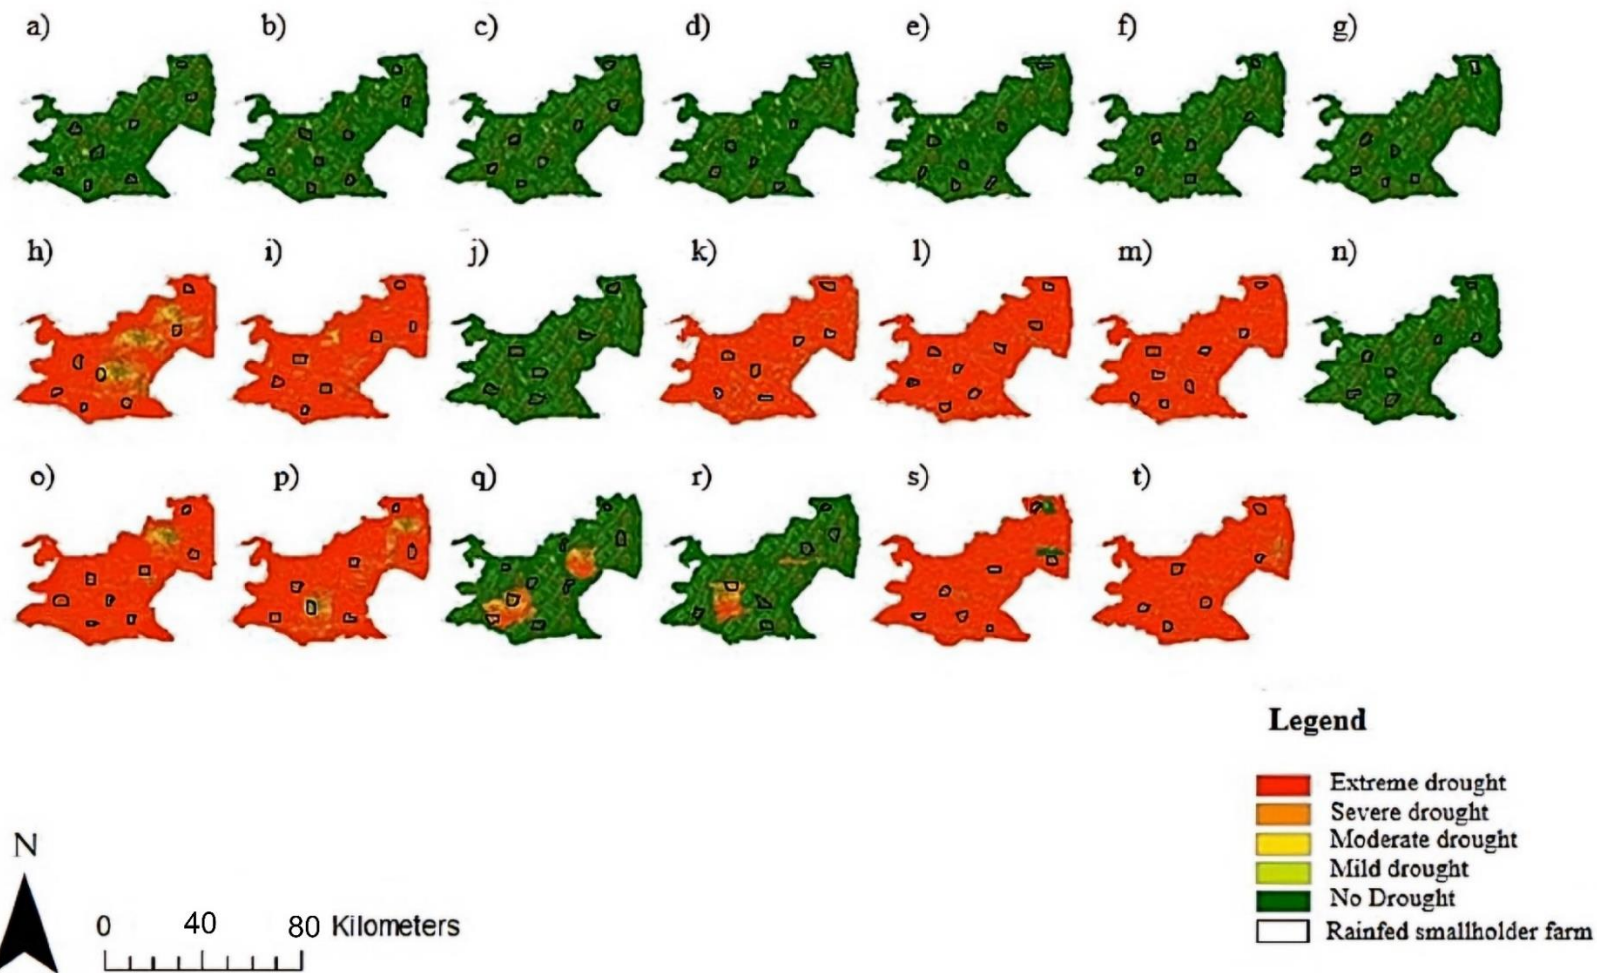 a) b) c) d) e) f) g)
h) i) j) k) l) m) n)
o) p) q) r) s) t)
Legend
Extreme drought
Severe drought
Moderate drought
Mild drought
No Drought
Rainfed smallholder farm
N
0 40 80 Kilometers